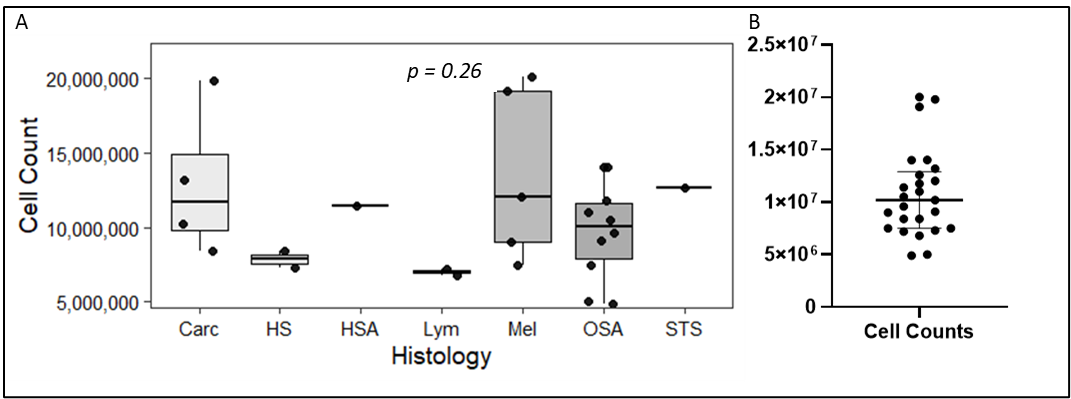 A
p = 0.26
20,000,000
15,000,000
10,000,000
5,000,000
Cell Count
Carc HS HSA Lym Mel OSA STS
Histology
B
2.5×10⁷
2×10⁷
1.5×10⁷
1×10⁷
5×10⁶
0
Cell Counts